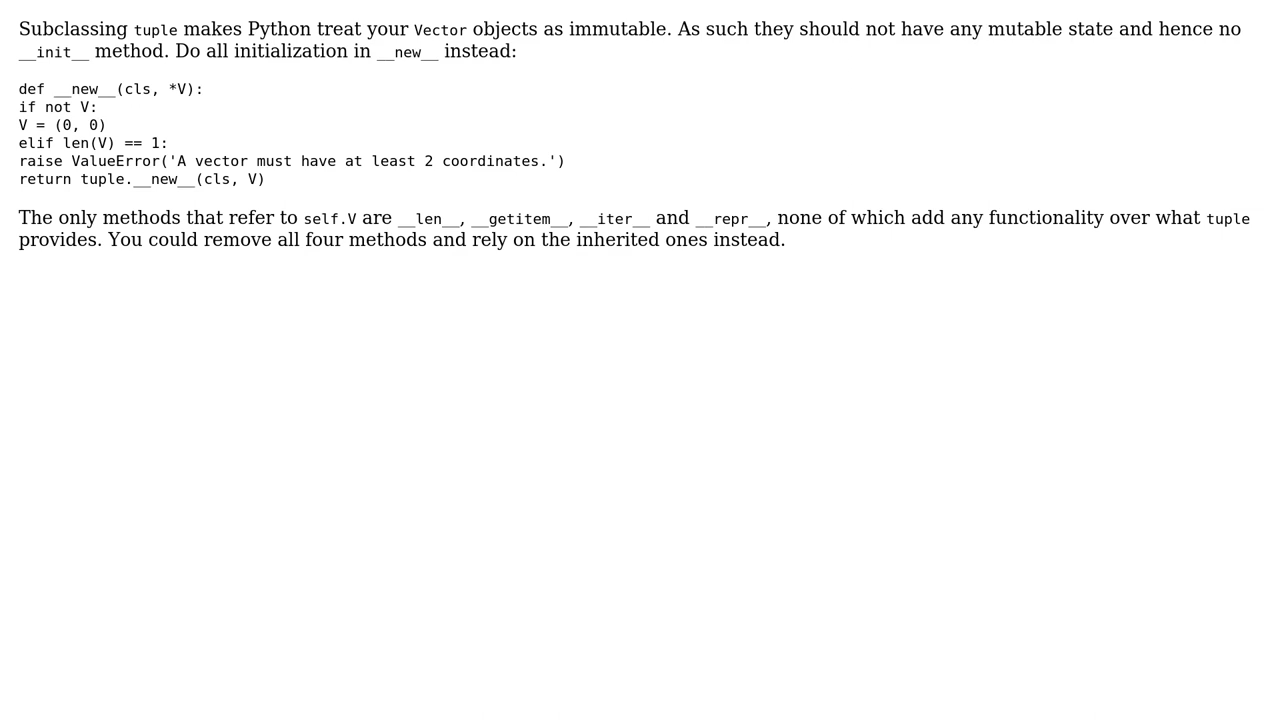 Subclassing tuple makes Python treat your Vector objects as immutable. As such they should not have any mutable state and hence no
__init__ method. Do all initialization in __new__ instead:
def __new__(cls, *V):
if not V:
V = (0, 0)
elif len(V) == 1:
raise ValueError('A vector must have at least 2 coordinates.')
return tuple.__new__(cls, V)
The only methods that refer to self.V are __len__, __getitem__, __iter__ and __repr__, none of which add any functionality over what tuple
provides. You could remove all four methods and rely on the inherited ones instead.